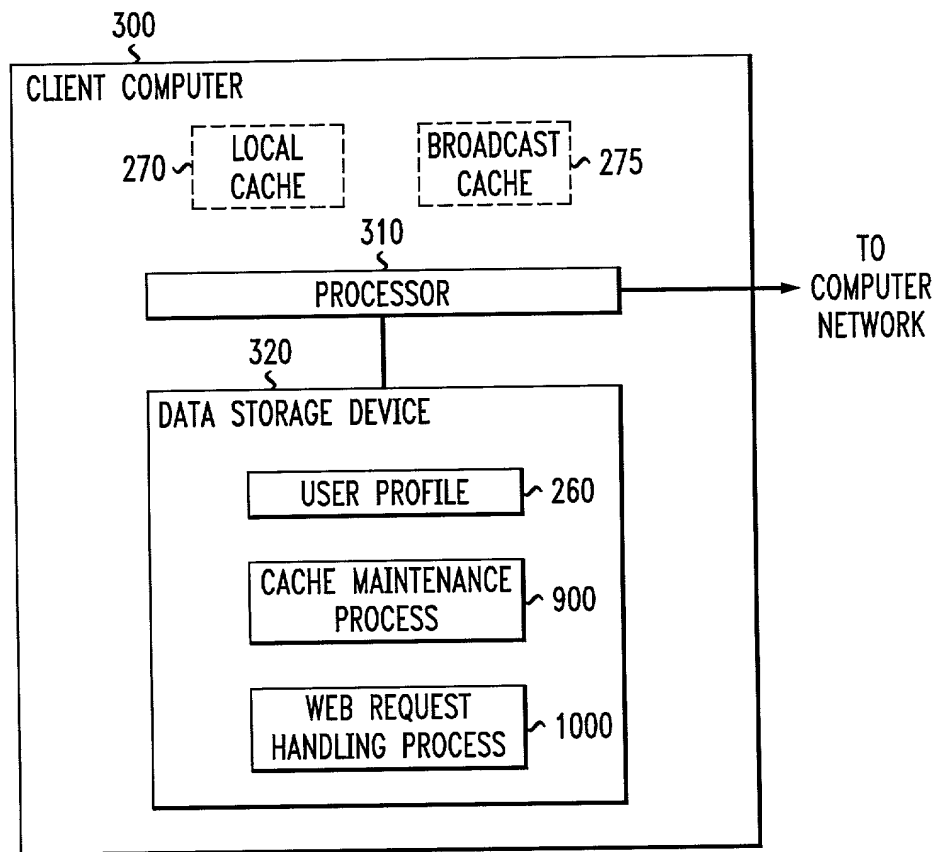 300
CLIENT COMPUTER
270
LOCAL
CACHE
BROADCAST
CACHE
275
310
PROCESSOR
TO
COMPUTER
NETWORK
320
DATA STORAGE DEVICE
USER PROFILE
260
CACHE MAINTENANCE
PROCESS
900
WEB REQUEST
HANDLING PROCESS
1000